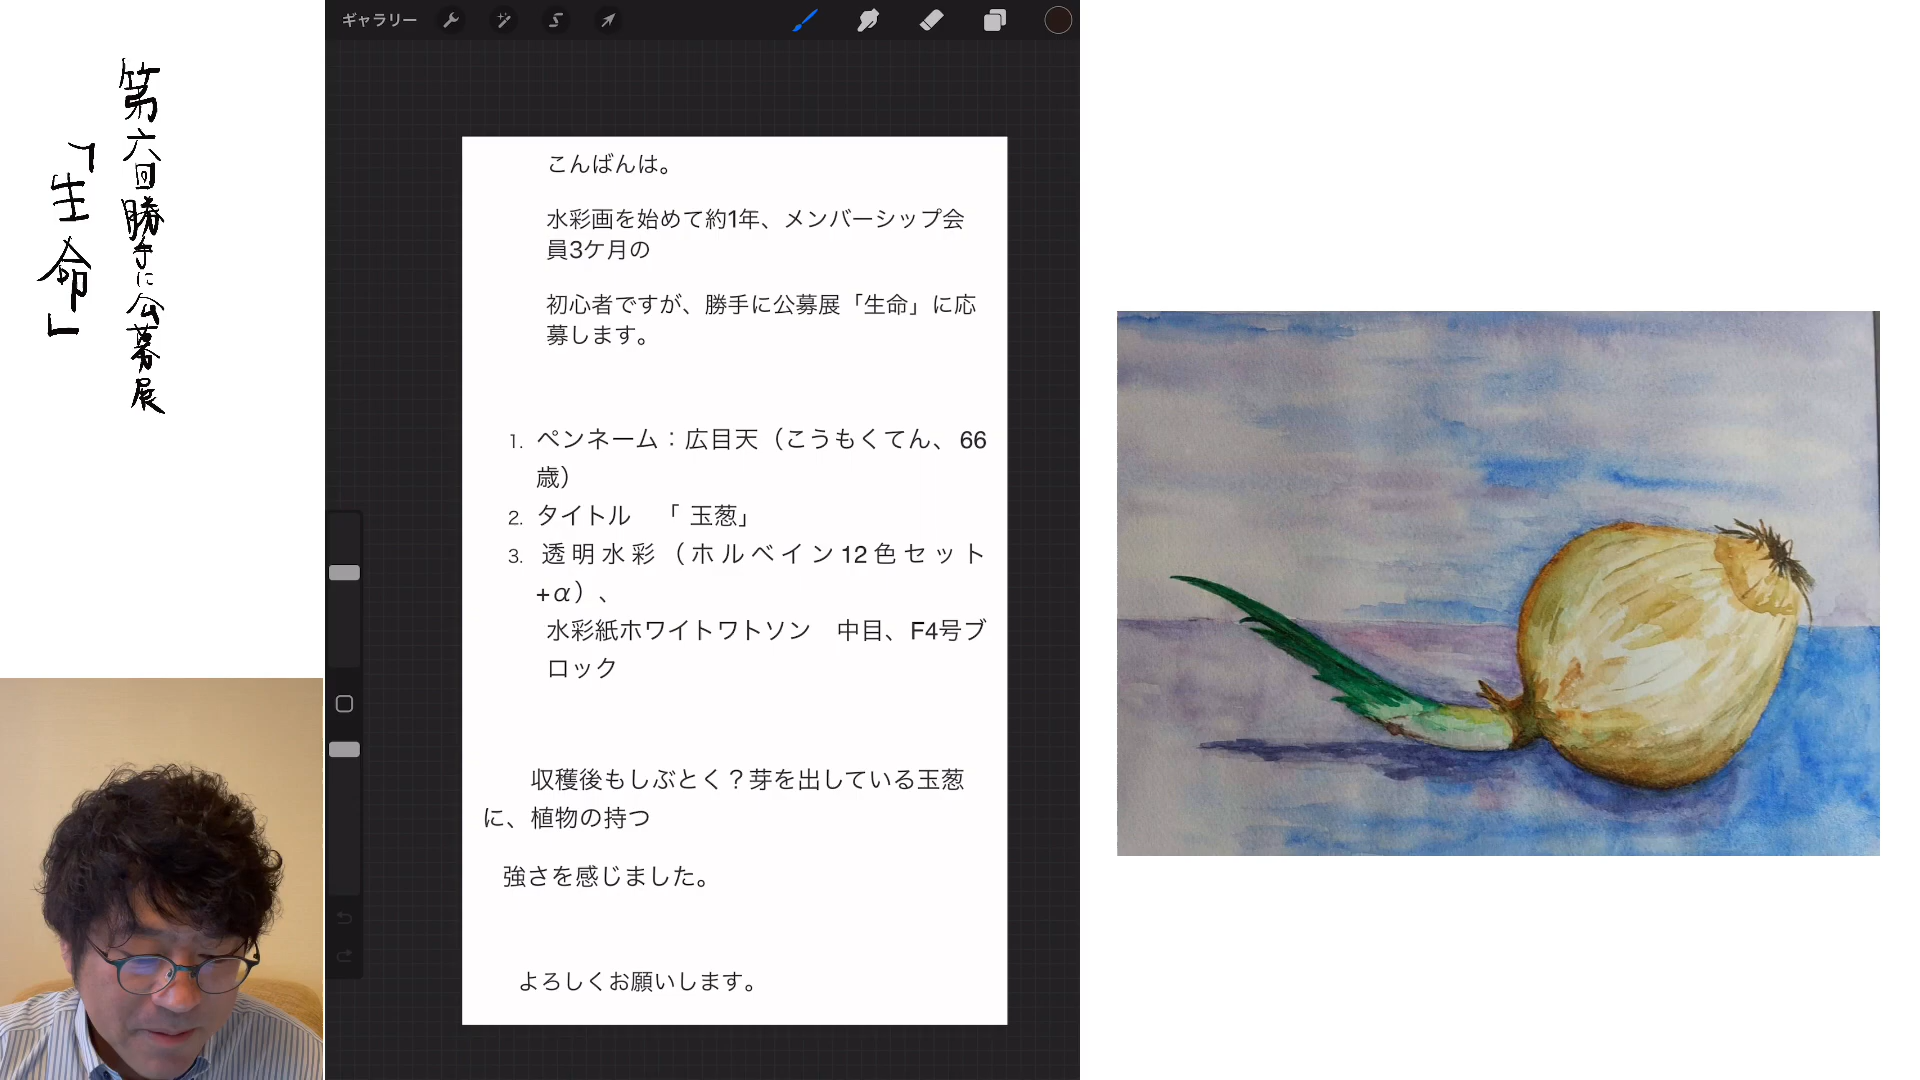 第六回勝手に公募展
「生命」
ギャラリー
こんばんは。
水彩画を始めて約1年、メンバーシップ会
員3ケ月の
初心者ですが、勝手に公募展「生命」に応
募します。
1. ペンネーム：広目天（こうもくてん、66
歳）
2. タイトル　「 玉葱」
3. 透明水彩（ホルベイン12色セット
+α）、
水彩紙ホワイトワトソン　中目、F4号ブ
ロック
収穫後もしぶとく？芽を出している玉葱
に、植物の持つ
強さを感じました。
よろしくお願いします。